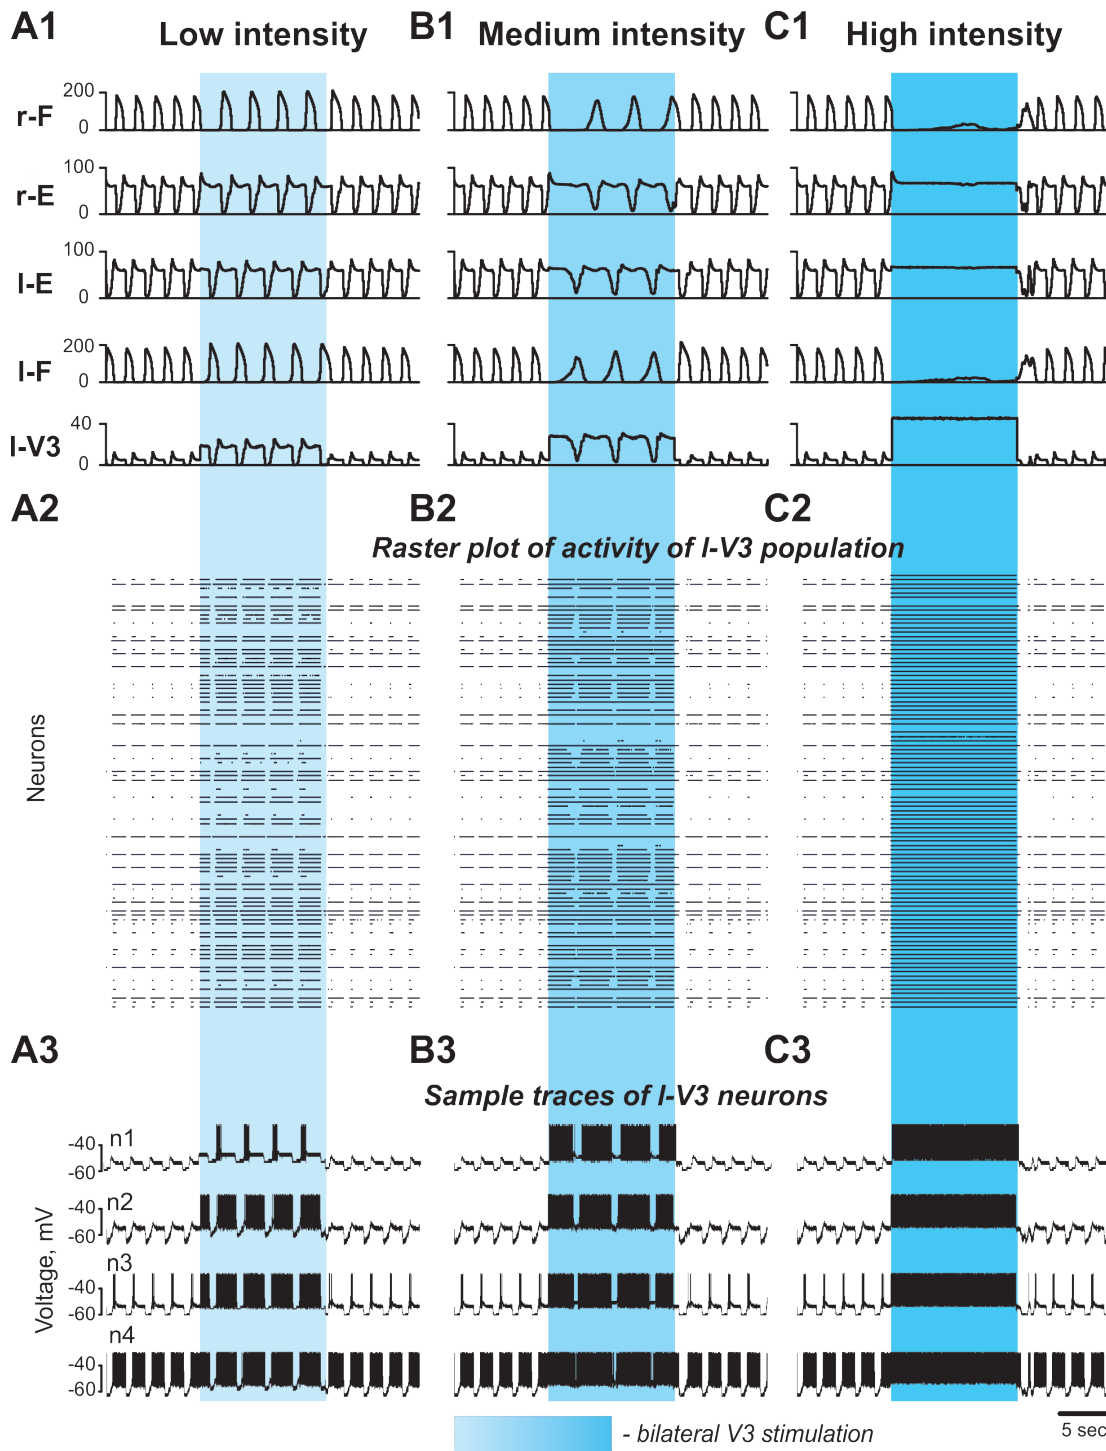 A1 Low intensity B1 Medium intensity C1 High intensity
r-F 200 0
r-E 100 0
l-E 100 0
l-F 200 0
l-V3 40 0
A2 B2 C2
Raster plot of activity of l-V3 population
Neurons
A3 B3 C3
Sample traces of l-V3 neurons
Voltage, mV
n1 -40 -60
n2 -40 -60
n3 -40 -60
n4 -40 -60
- bilateral V3 stimulation
5 sec